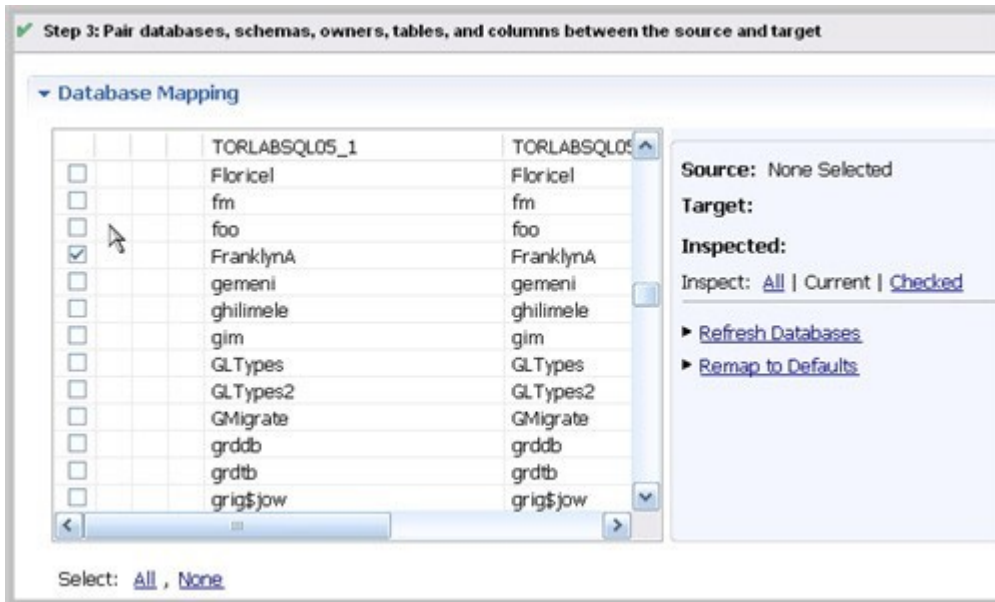 Step 3: Pair databases, schemas, owners, tables, and columns between the source and target
Database Mapping
TORLABSQL05_1 TORLABSQL05
Floricel Floricel
fm fm
foo foo
FranklynA FranklynA
gemeni gemeni
ghilimele ghilimele
gim gim
GLTypes GLTypes
GLTypes2 GLTypes2
GMigrate GMigrate
grddb grddb
grdtb grdtb
grig$jow grig$jow
Source: None Selected
Target:
Inspected:
Inspect: All | Current | Checked
Refresh Databases
Remap to Defaults
Select: All , None